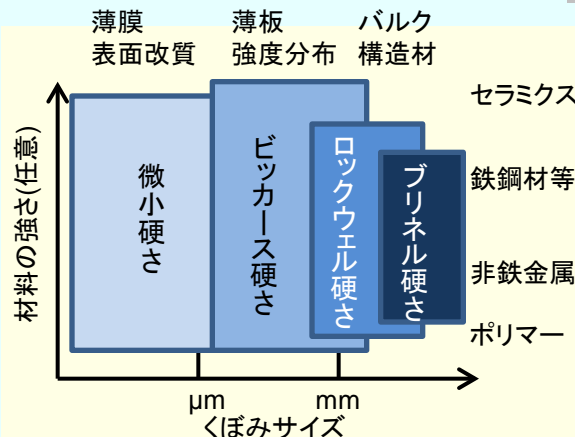 薄膜
表面改質
薄板
強度分布
バルク
構造材
材料の強さ(任意)
微小硬さ
ビッカース硬さ
ロックウェル硬さ
ブリネル硬さ
セラミクス
鉄鋼材等
非鉄金属
ポリマー
μm
mm
くぼみサイズ